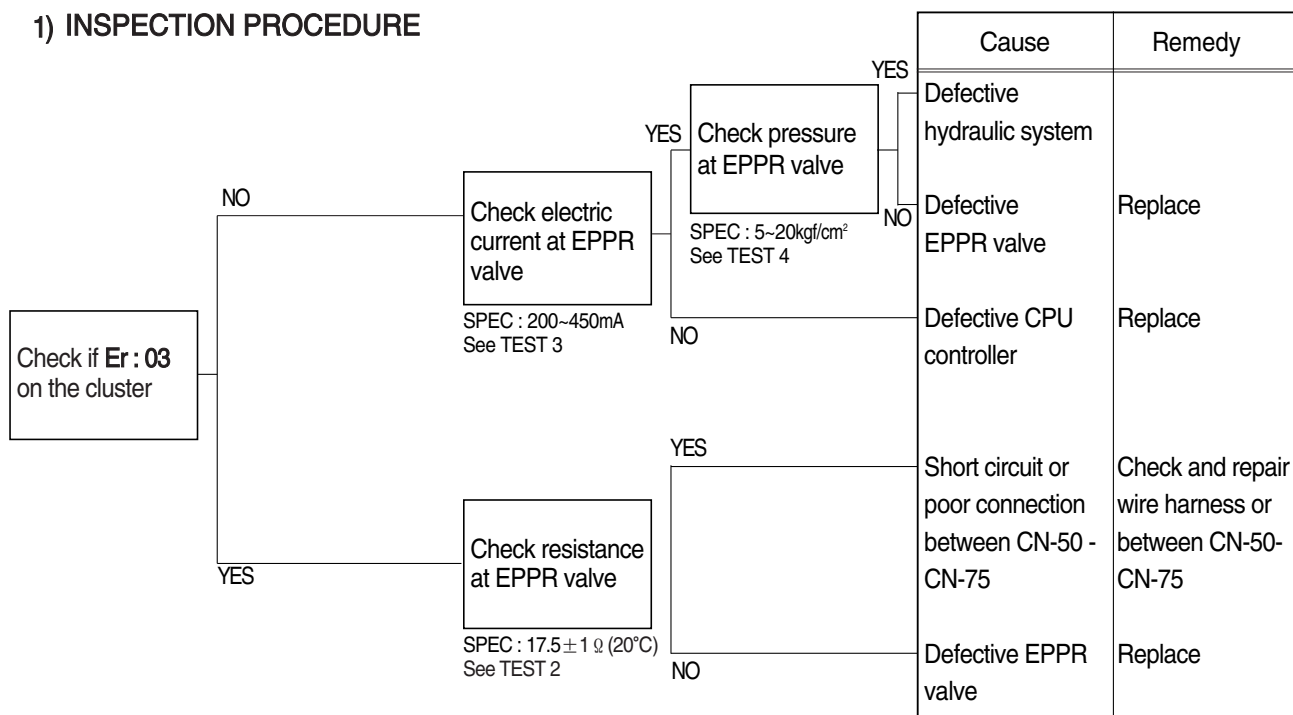 1) INSPECTION PROCEDURE
Cause
Remedy
Check if Er : 03
on the cluster
NO
YES
Check electric
current at EPPR
valve
SPEC : 200~450mA
See TEST 3
YES
NO
Check pressure
at EPPR valve
SPEC : 5~20kgf/cm²
See TEST 4
YES
NO
Defective
hydraulic system
Defective
EPPR valve
Replace
Defective CPU
controller
Replace
Check resistance
at EPPR valve
SPEC : 17.5±1 Ω (20°C)
See TEST 2
YES
NO
Short circuit or
poor connection
between CN-50 -
CN-75
Check and repair
wire harness or
between CN-50-
CN-75
Defective EPPR
valve
Replace